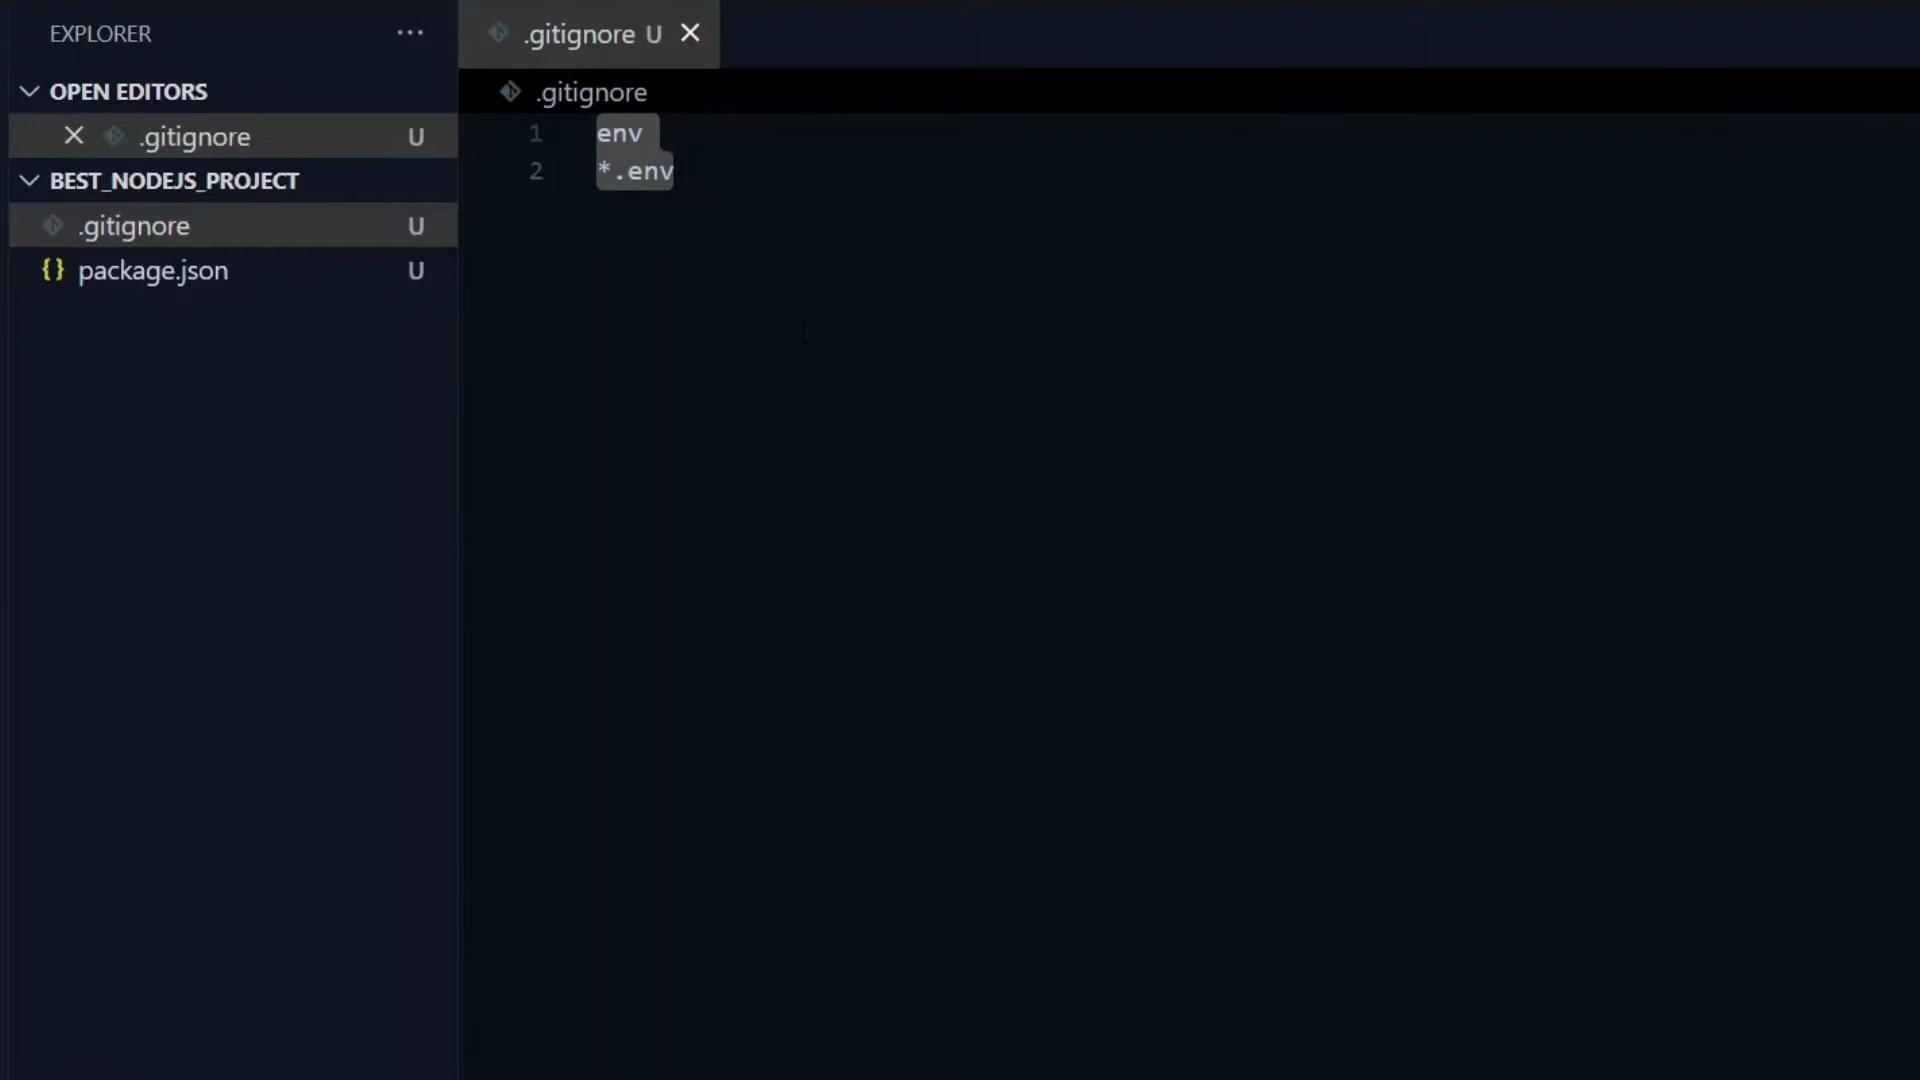 EXPLORER ...
.gitignore U
OPEN EDITORS
.gitignore
.gitignore U
1 env
2 *.env
BEST_NODEJS_PROJECT
.gitignore U
{} package.json U